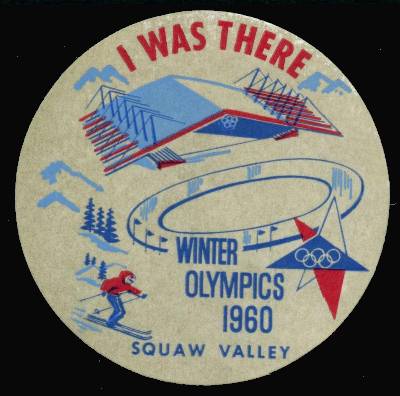 I WAS THERE
WINTER
OLYMPICS
1960
SQUAW VALLEY